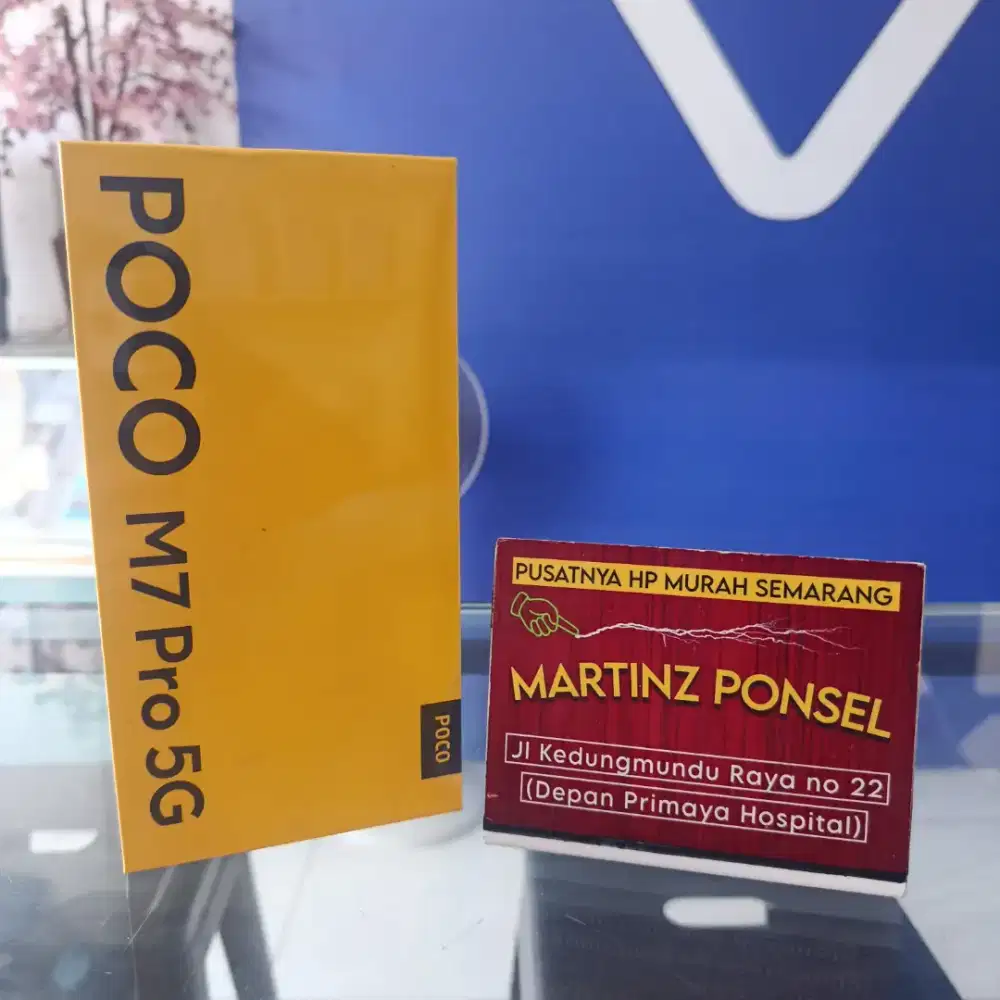 POCO M7 Pro 5G
POCO
PUSATNYA HP MURAH SEMARANG
MARTINZ PONSEL
Jl Kedungmundu Raya no 22
(Depan Primaya Hospital)